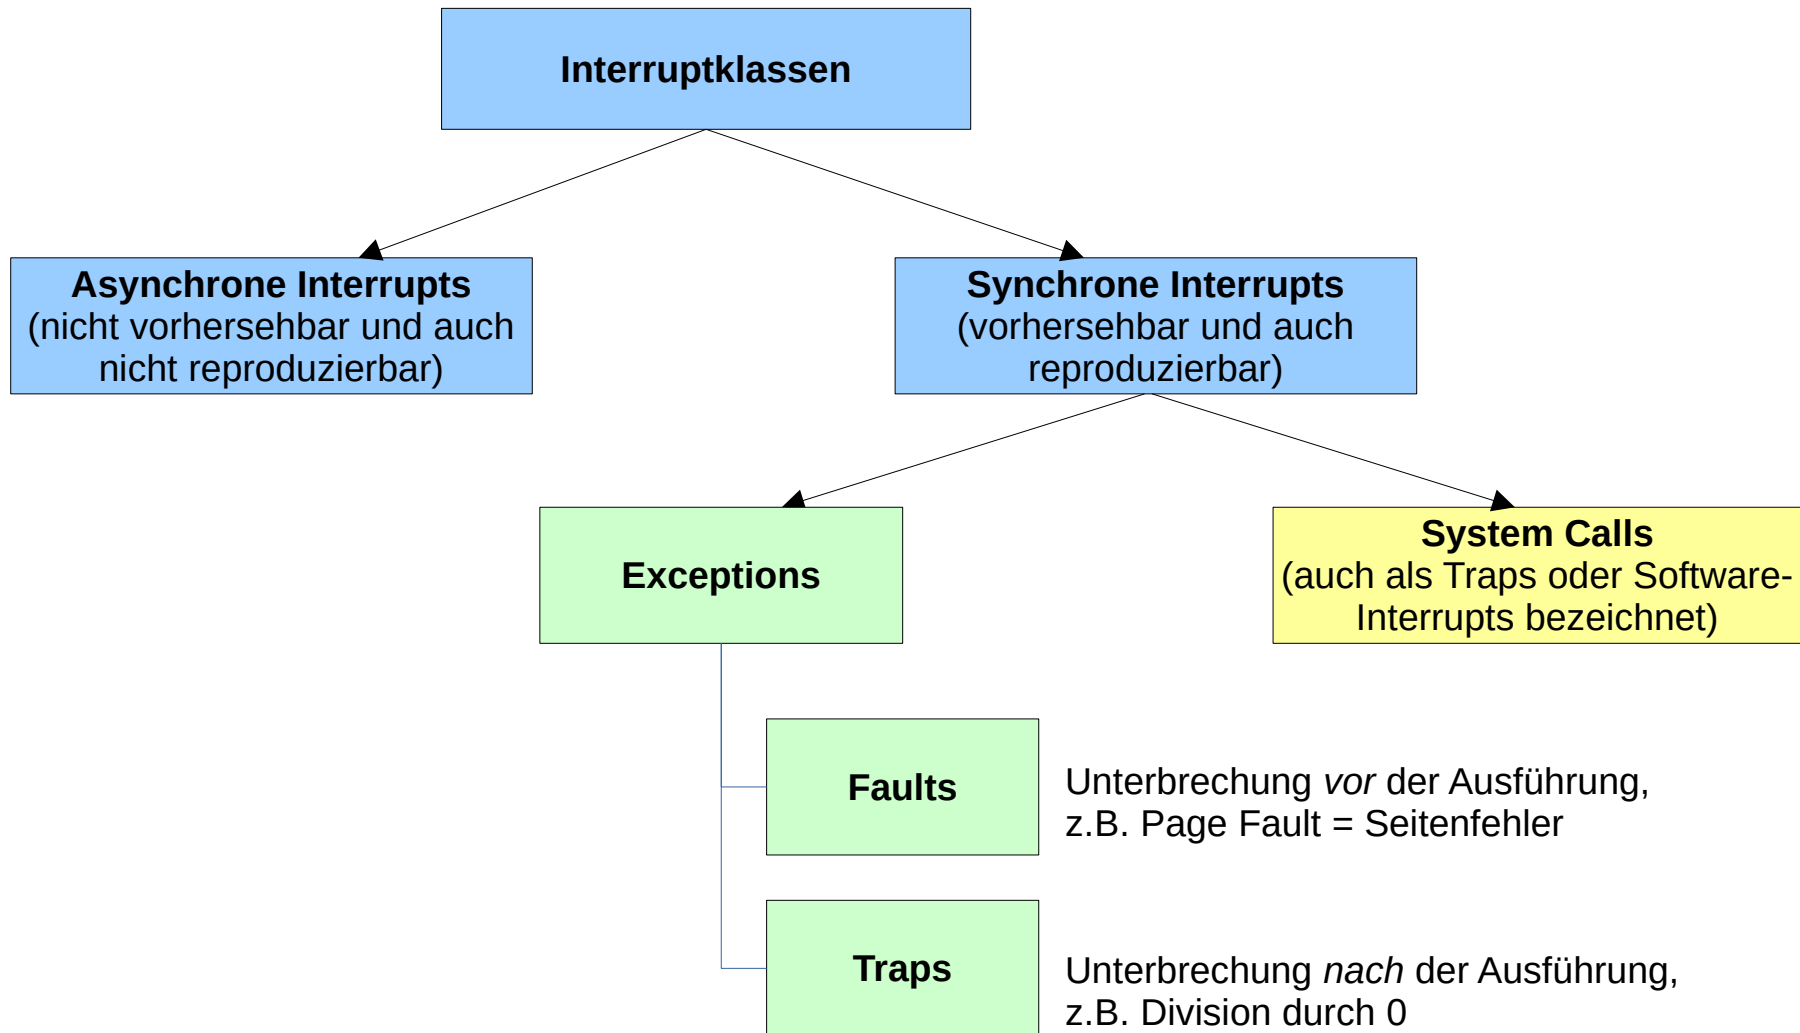 Interruptklassen
Asynchrone Interrupts
(nicht vorhersehbar und auch
nicht reproduzierbar)
Synchrone Interrupts
(vorhersehbar und auch
reproduzierbar)
Exceptions
System Calls
(auch als Traps oder Software-
Interrupts bezeichnet)
Faults
Unterbrechung vor der Ausführung,
z.B. Page Fault = Seitenfehler
Traps
Unterbrechung nach der Ausführung,
z.B. Division durch 0